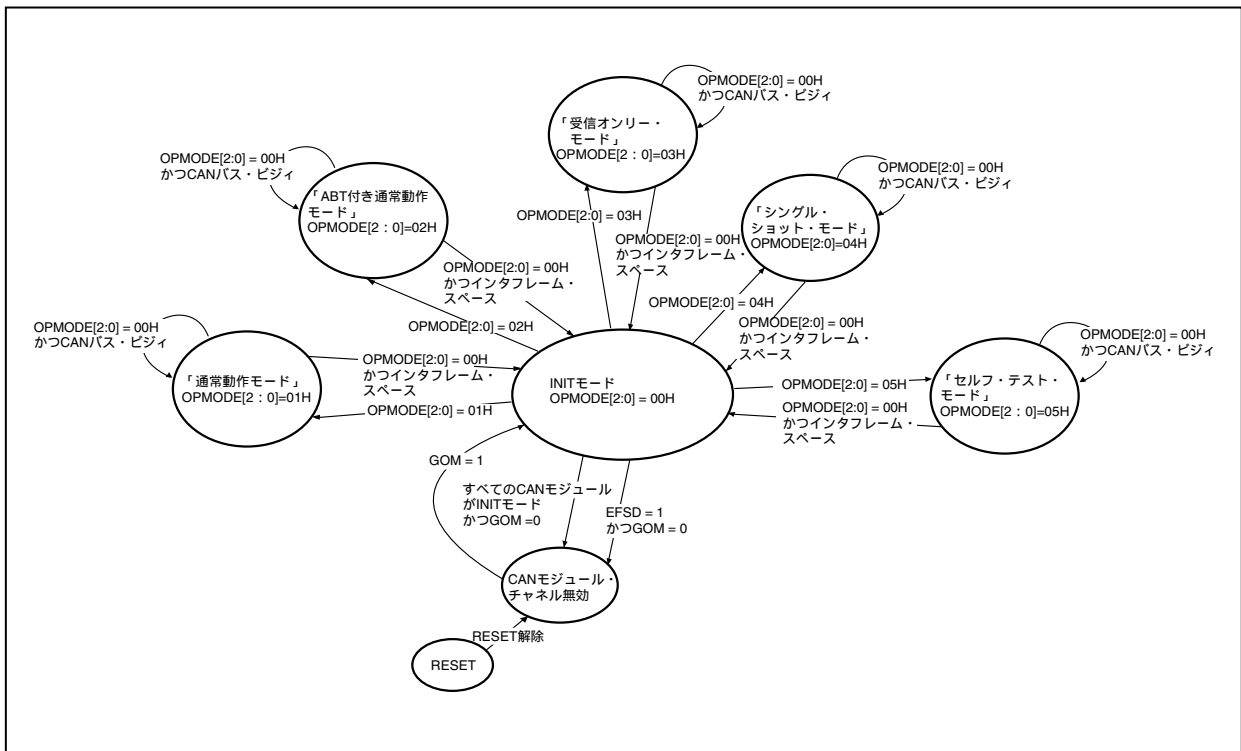 OPMODE[2:0] = 00H
かつCANバス・ビジィ
「受信オンリー・
モード」
OPMODE[2：0]=03H
OPMODE[2:0] = 00H
かつCANバス・ビジィ
「ABT付き通常動作
モード」
OPMODE[2：0]=02H
OPMODE[2:0] = 00H
かつCANバス・ビジィ
「シングル・
ショット・モード」
OPMODE[2:0]=04H
OPMODE[2:0] = 03H
OPMODE[2:0] = 00H
かつインタフレーム・
スペース
OPMODE[2:0] = 00H
かつインタフレーム・
スペース
OPMODE[2:0] = 04H
OPMODE[2:0] = 02H
OPMODE[2:0] = 00H
かつインタフレーム・
スペース
OPMODE[2:0] = 00H
かつCANバス・ビジィ
「通常動作モード」
OPMODE[2：0]=01H
OPMODE[2:0] = 00H
かつインタフレーム・
スペース
OPMODE[2:0] = 01H
INITモード
OPMODE[2:0] = 00H
OPMODE[2:0] = 00H
かつCANバス・ビジィ
OPMODE[2:0] = 05H
「セルフ・テスト・
モード」
OPMODE[2：0]=05H
OPMODE[2:0] = 00H
かつインタフレーム・
スペース
GOM = 1
すべてのCANモジュール
がINITモード
かつGOM =0
EFSD = 1
かつGOM = 0
CANモジュール・
チャネル無効
RESET解除
RESET